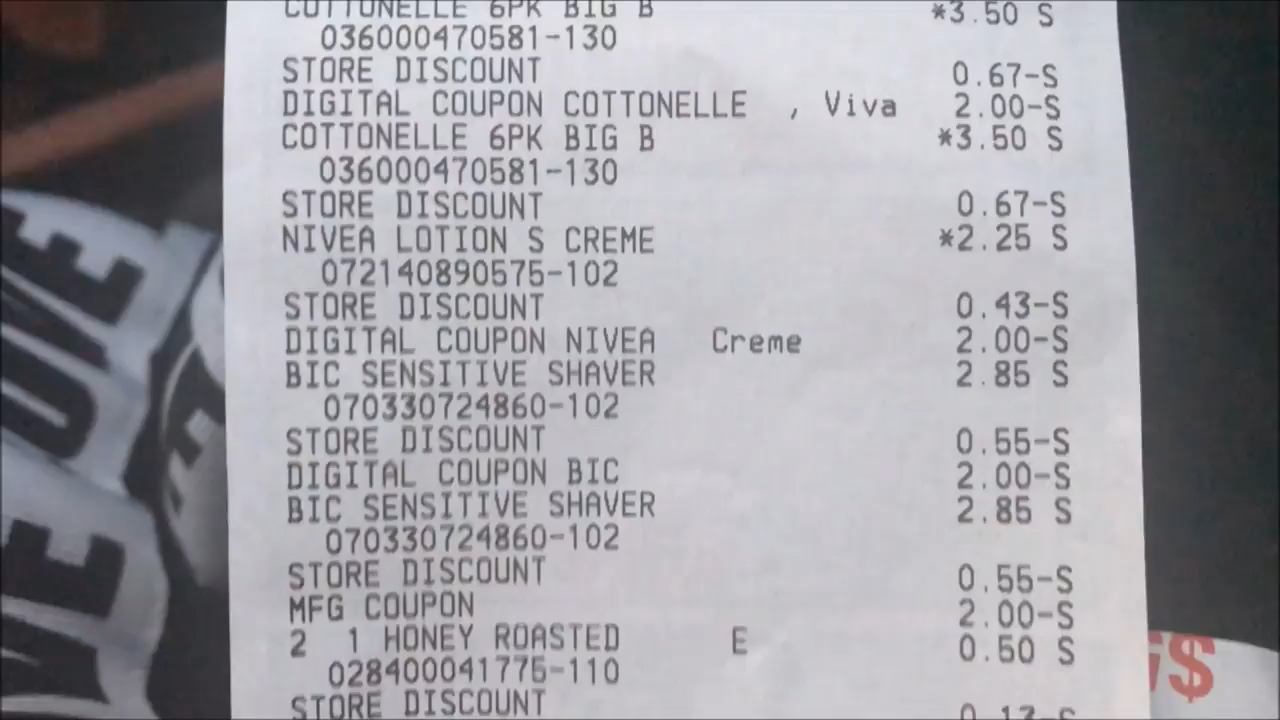 COTTONELLE 6PK BIG B *3.50 S
036000470581-130
STORE DISCOUNT 0.67-S
DIGITAL COUPON COTTONELLE , Viva 2.00-S
COTTONELLE 6PK BIG B *3.50 S
036000470581-130
STORE DISCOUNT 0.67-S
NIVEA LOTION S CREME *2.25 S
072140890575-102
STORE DISCOUNT 0.43-S
DIGITAL COUPON NIVEA Creme 2.00-S
BIC SENSITIVE SHAVER 2.85 S
070330724860-102
STORE DISCOUNT 0.55-S
DIGITAL COUPON BIC 2.00-S
BIC SENSITIVE SHAVER 2.85 S
070330724860-102
STORE DISCOUNT 0.55-S
MFG COUPON 2.00-S
2 1 HONEY ROASTED E 0.50 S
028400041775-110
STORE DISCOUNT 0.17-S